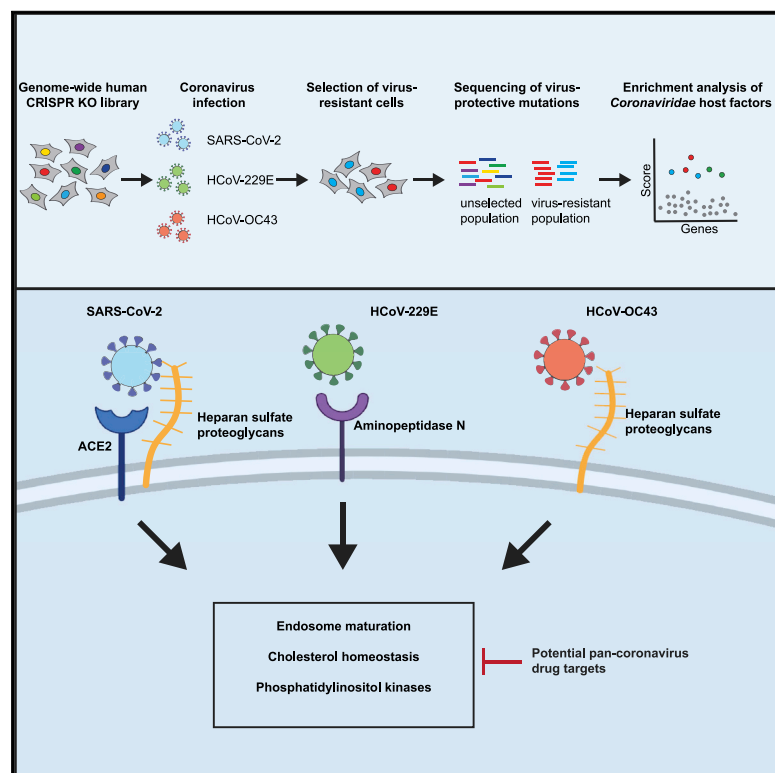 Genome-wide human
CRISPR KO library
Coronavirus
infection
SARS-CoV-2
HCoV-229E
HCoV-OC43
Selection of virus-
resistant cells
Sequencing of virus-
protective mutations
unselected
population
virus-resistant
population
Enrichment analysis of
Coronaviridae host factors
Score
Genes
SARS-CoV-2
HCoV-229E
HCoV-OC43
ACE2
Heparan sulfate
proteoglycans
Aminopeptidase N
Heparan sulfate
proteoglycans
Endosome maturation
Cholesterol homeostasis
Phosphatidylinositol kinases
Potential pan-coronavirus
drug targets